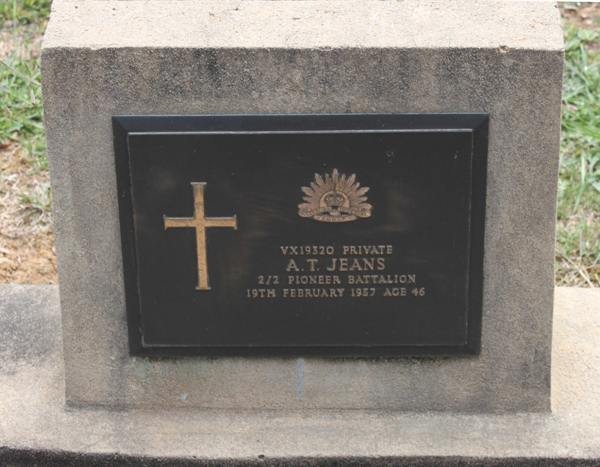 VX19320 PRIVATE
A.T. JEANS
2/2 PIONEER BATTALION
19TH FEBRUARY 1957 AGE 46